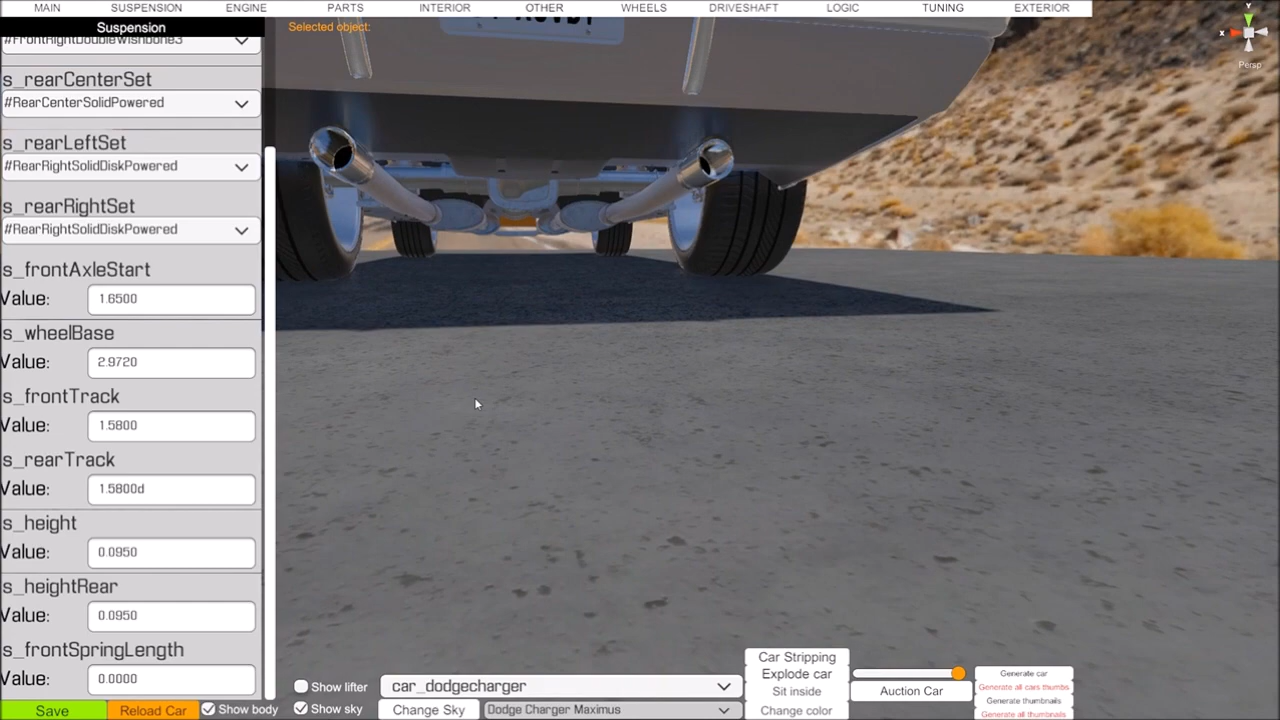 MAIN SUSPENSION ENGINE PARTS INTERIOR OTHER WHEELS DRIVESHAFT LOGIC TUNING EXTERIOR
Suspension
Selected object:
Y
X
Persp
#FrontRightDoubleWishbone3
s_rearCenterSet
#RearCenterSolidPowered
s_rearLeftSet
#RearRightSolidDiskPowered
s_rearRightSet
#RearRightSolidDiskPowered
s_frontAxleStart
Value: 1.6500
s_wheelBase
Value: 2.9720
s_frontTrack
Value: 1.5800
s_rearTrack
Value: 1.5800d
s_height
Value: 0.0950
s_heightRear
Value: 0.0950
s_frontSpringLength
Value: 0.0000
Save Reload Car Show body Show sky
Show lifter
car_dodgecharger
Change Sky
Dodge Charger Maximus
Car Stripping
Explode car
Sit inside
Change color
Auction Car
Generate car
Generate all cars thumbs
Generate thumbnails
Generate all thumbnails